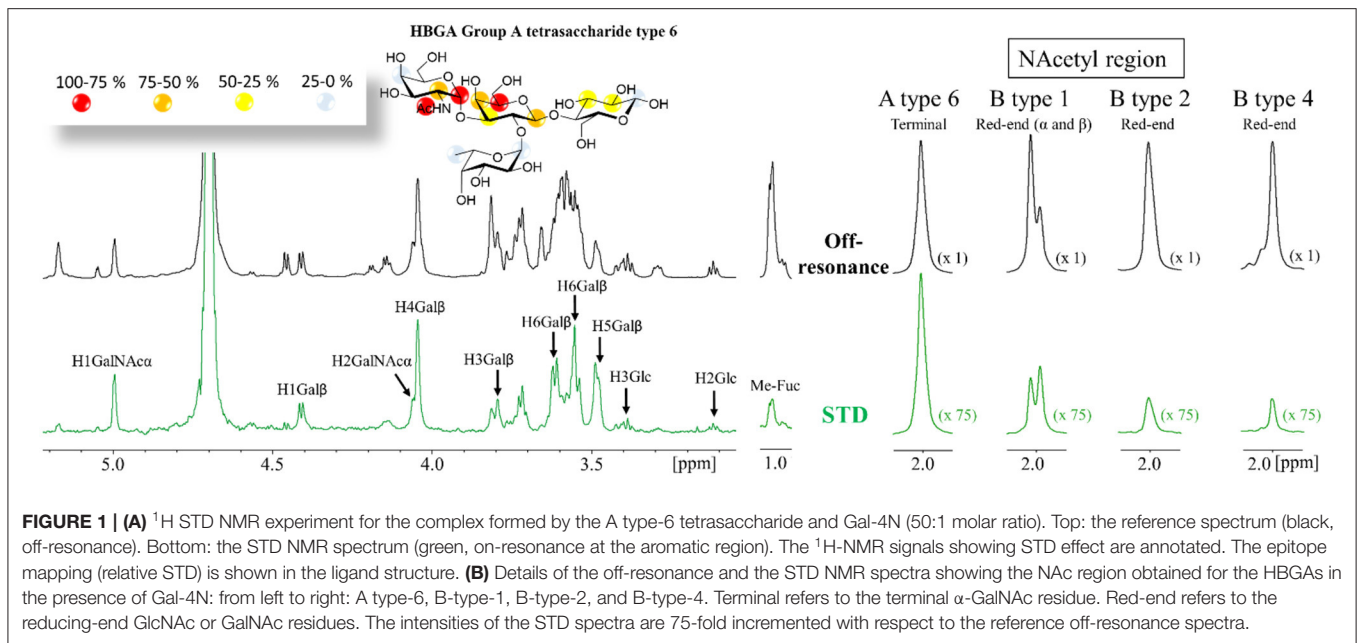 HBGA Group A tetrasaccharide type 6
100-75 % 75-50 % 50-25 % 25-0 %
NAcetyl region
A type 6 B type 1 B type 2 B type 4
Terminal Red-end (α and β) Red-end Red-end
OH OH
HO O OH
HO OH OH
AcHN O O HO O OH
O O HO
O OH
O OH
OH
OH
Off-
resonance
(x 1) (x 1) (x 1) (x 1)
H1GalNAcα
H1Galβ
H2GalNAcα
H4Galβ
H3Galβ
H6Galβ
H6Galβ
H5Galβ
H3Glc
H2Glc
Me-Fuc
STD
(x 75) (x 75) (x 75) (x 75)
5.0 4.5 4.0 3.5 [ppm] 1.0 2.0 2.0 2.0 2.0 [ppm]
FIGURE 1 | (A) ¹H STD NMR experiment for the complex formed by the A type-6 tetrasaccharide and Gal-4N (50:1 molar ratio). Top: the reference spectrum (black,
off-resonance). Bottom: the STD NMR spectrum (green, on-resonance at the aromatic region). The ¹H-NMR signals showing STD effect are annotated. The epitope
mapping (relative STD) is shown in the ligand structure. (B) Details of the off-resonance and the STD NMR spectra showing the NAc region obtained for the HBGAs in
the presence of Gal-4N: from left to right: A type-6, B-type-1, B-type-2, and B-type-4. Terminal refers to the terminal α-GalNAc residue. Red-end refers to the
reducing-end GlcNAc or GalNAc residues. The intensities of the STD spectra are 75-fold incremented with respect to the reference off-resonance spectra.